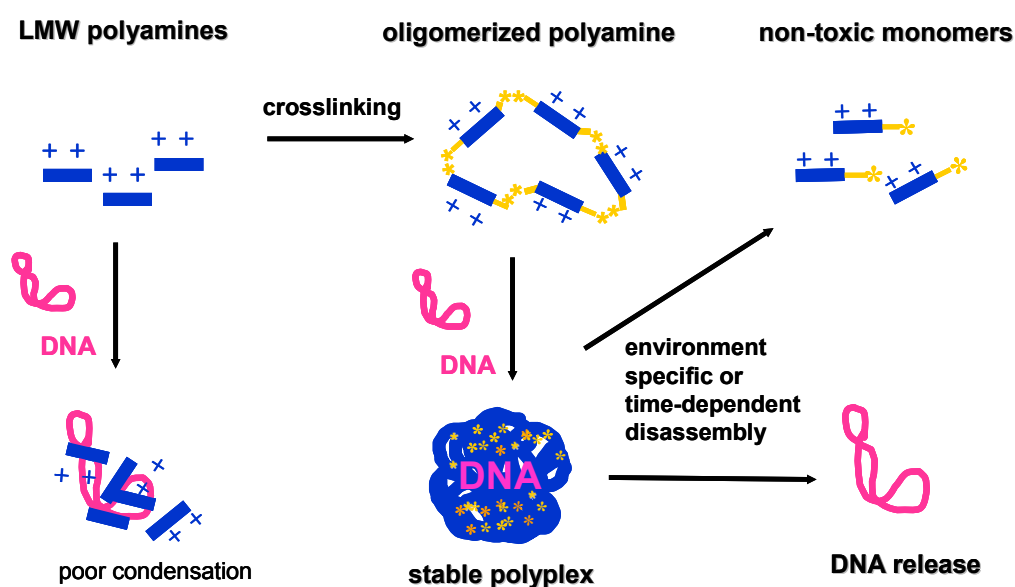 LMW polyamines
oligomerized polyamine
non-toxic monomers
crosslinking
DNA
DNA
environment
specific or
time-dependent
disassembly
DNA
poor condensation
stable polyplex
DNA release